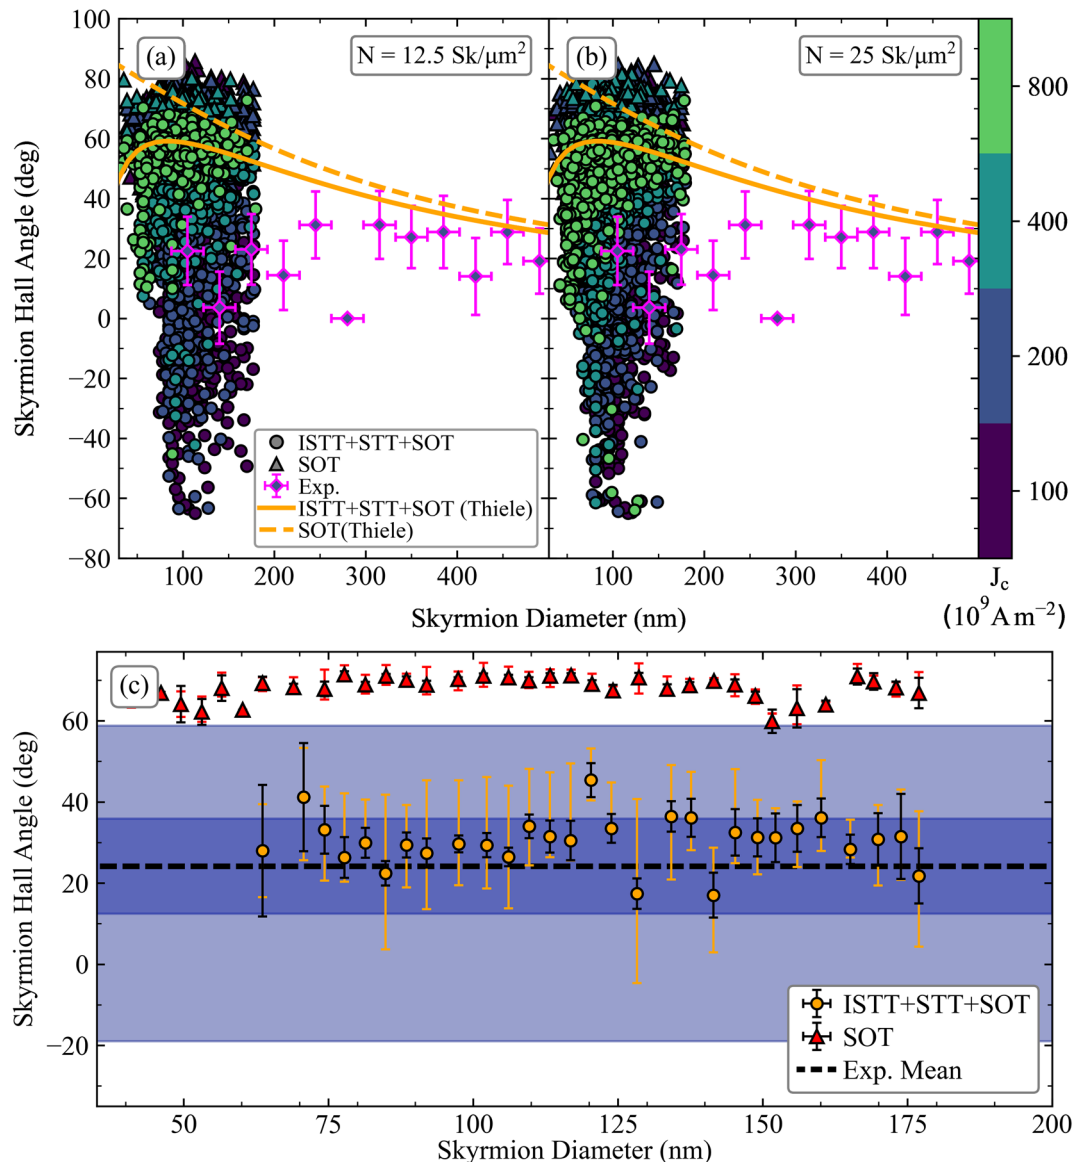 (a)
N = 12.5 Sk/μm²
(b)
N = 25 Sk/μm²
Skyrmion Hall Angle (deg)
100
80
60
40
20
0
−20
−40
−60
−80
ISTT+STT+SOT
SOT
Exp.
ISTT+STT+SOT (Thiele)
SOT(Thiele)
100 200 300 400
100 200 300 400
Skyrmion Diameter (nm)
800
400
200
100
J_c
(10⁹ A m⁻²)
(c)
Skyrmion Hall Angle (deg)
60
40
20
0
−20
ISTT+STT+SOT
SOT
Exp. Mean
50 75 100 125 150 175 200
Skyrmion Diameter (nm)